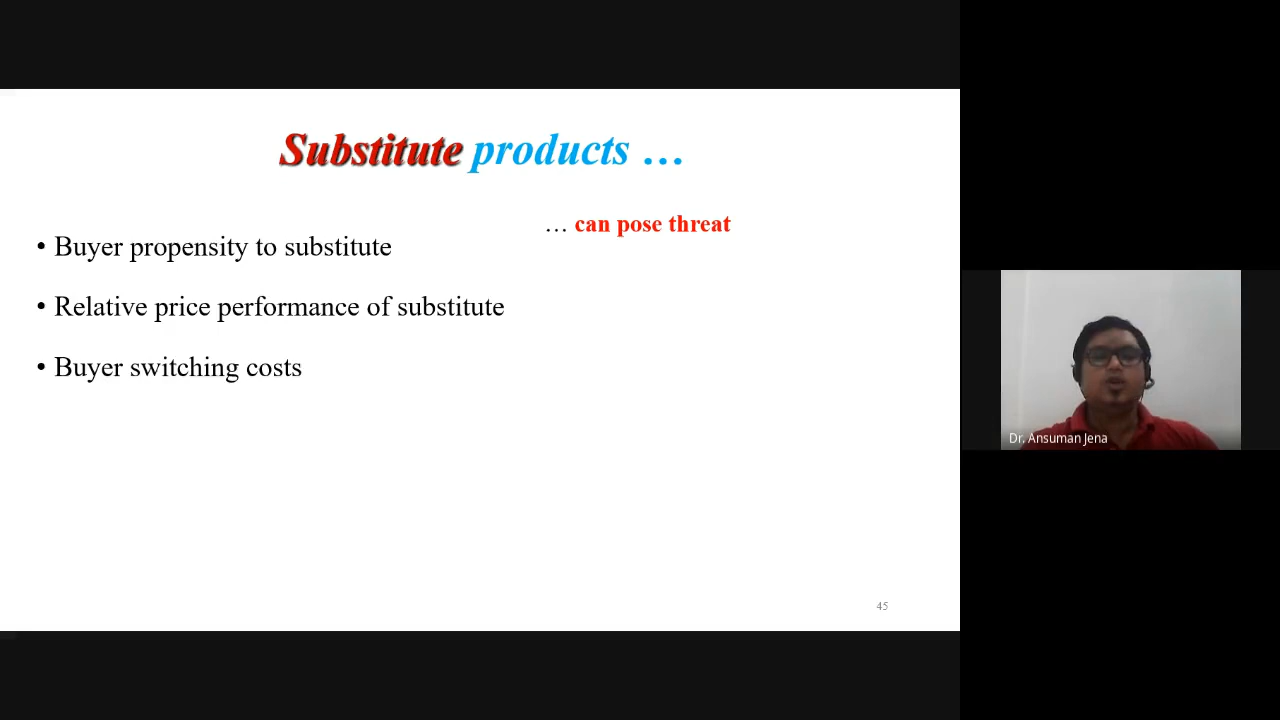 Substitute products …
… can pose threat
• Buyer propensity to substitute
• Relative price performance of substitute
• Buyer switching costs
45
Dr. Ansuman Jena